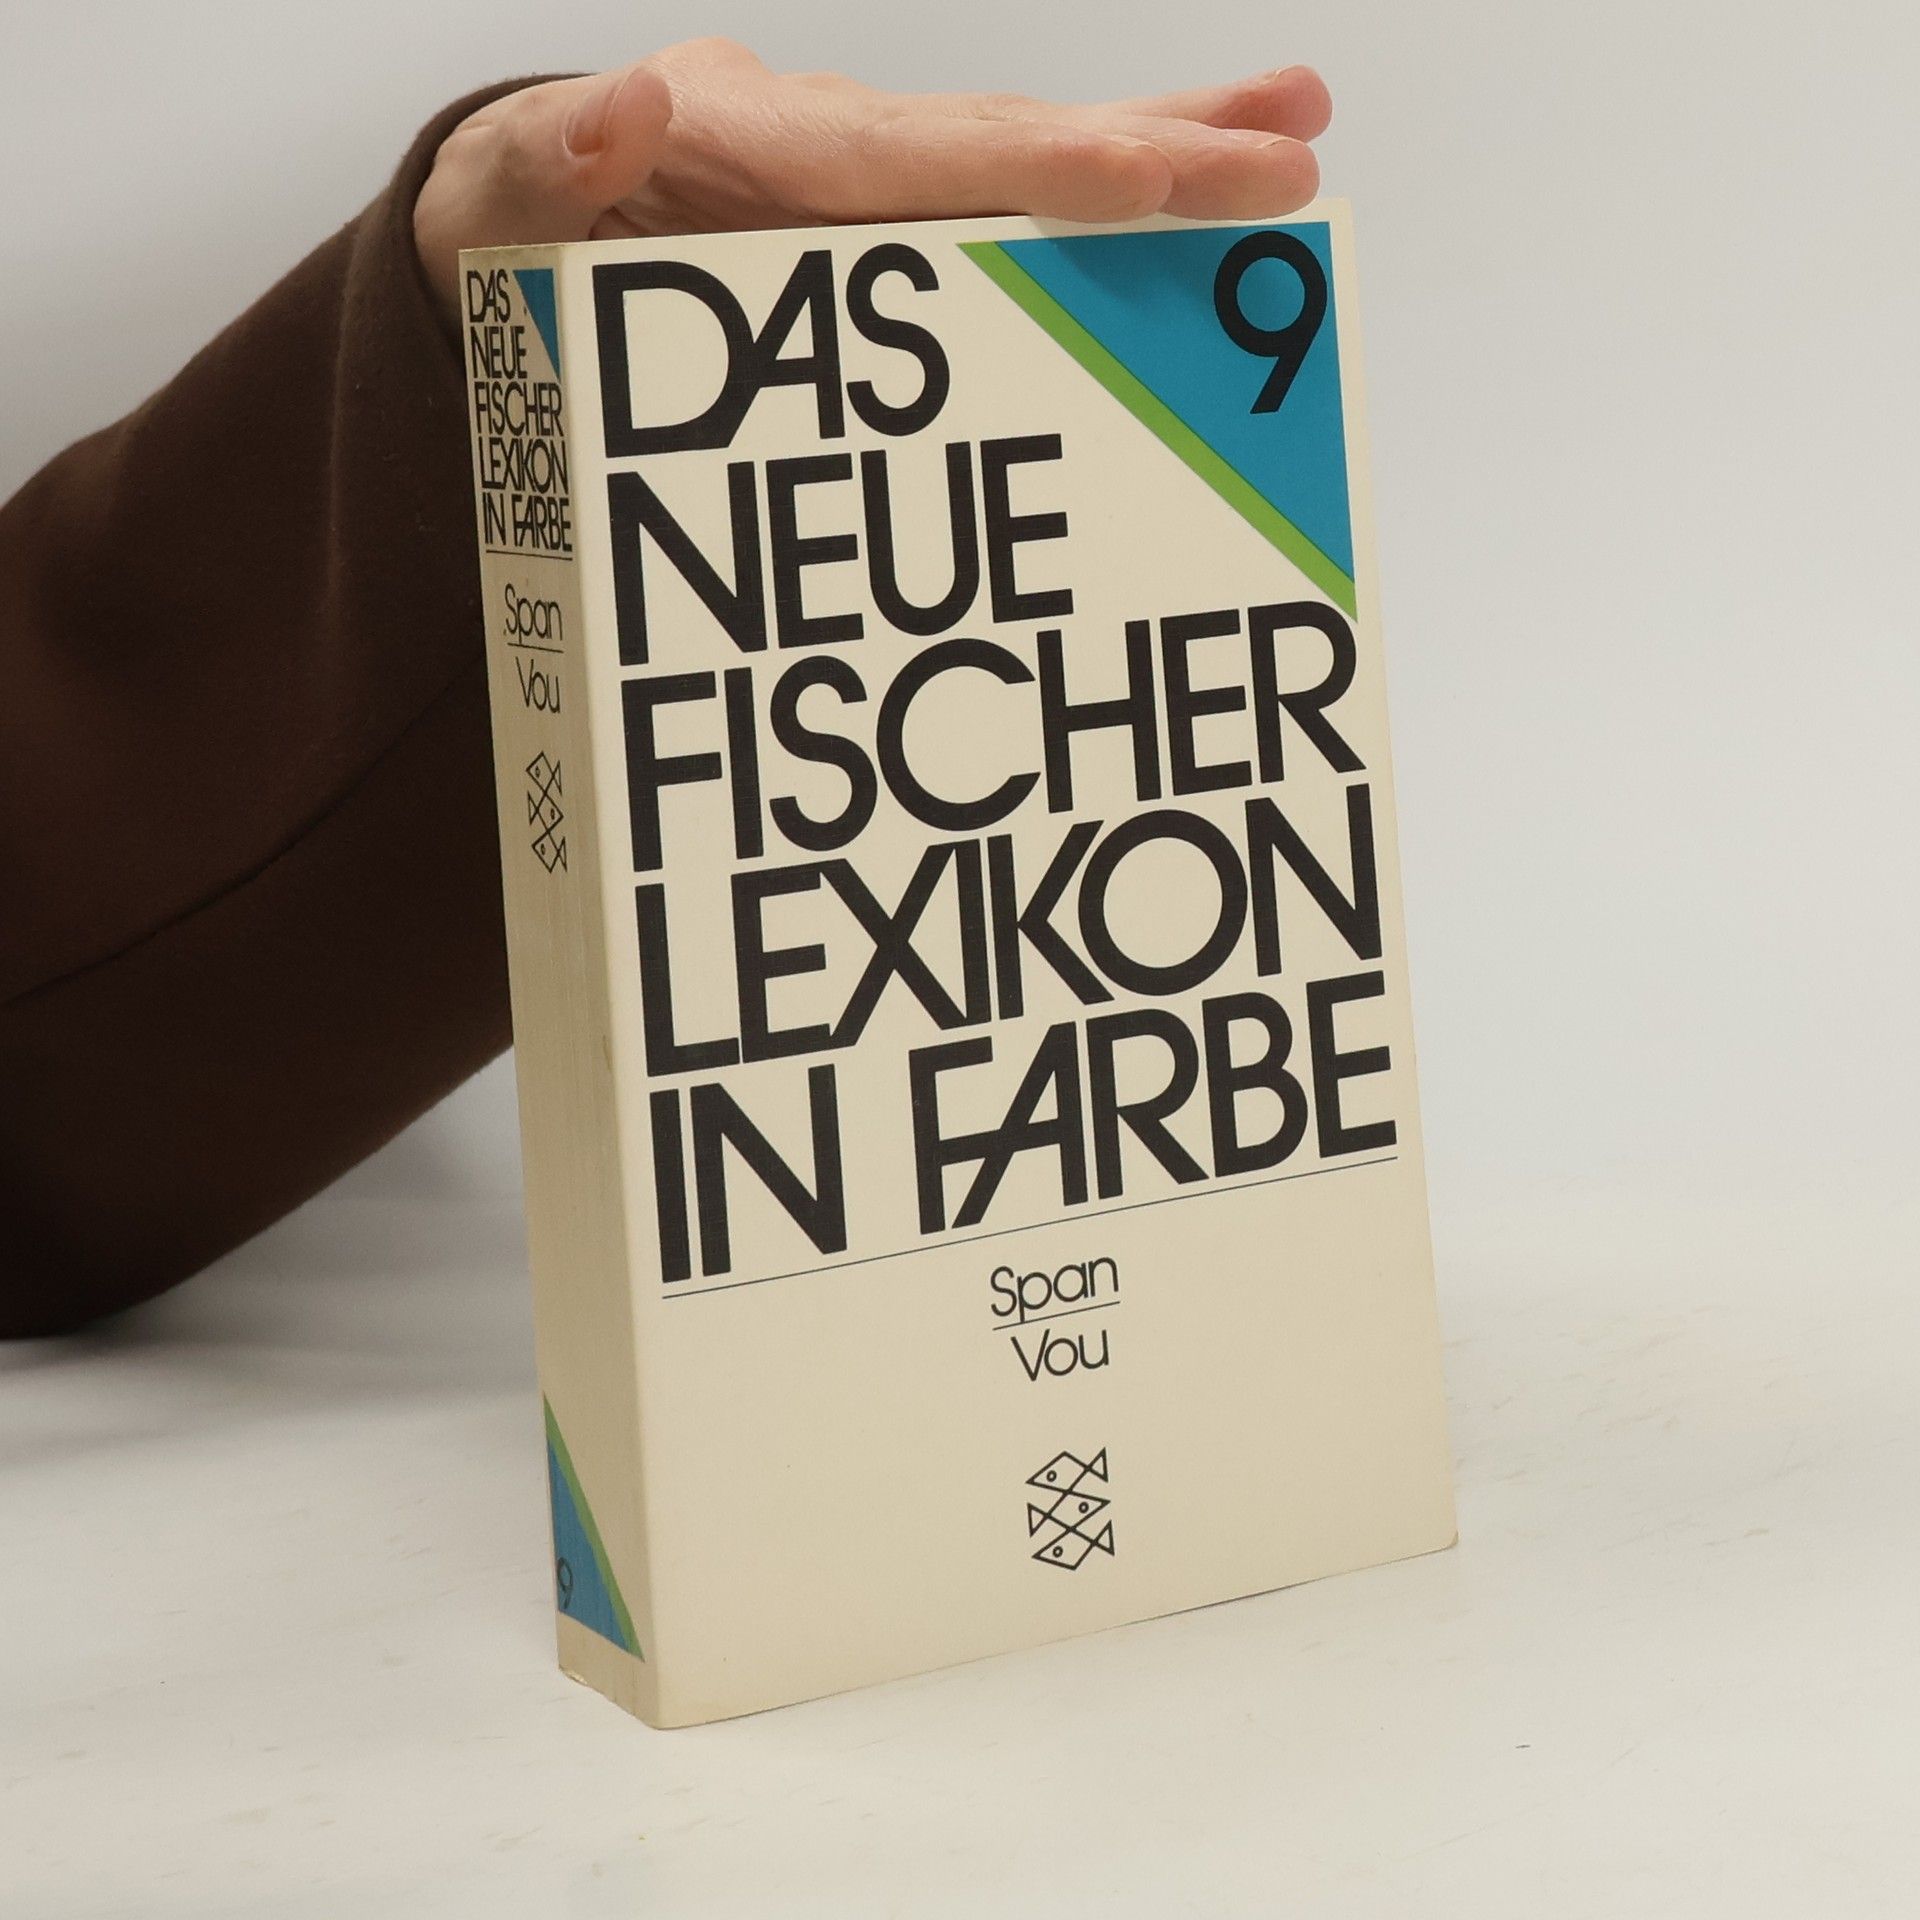 DAS
NEUE
FISCHER
LEXIKON
IN FARBE
Span
Vou
9
9
DAS
NEUE
FISCHER
LEXIKON
IN FARBE
Span
Vou